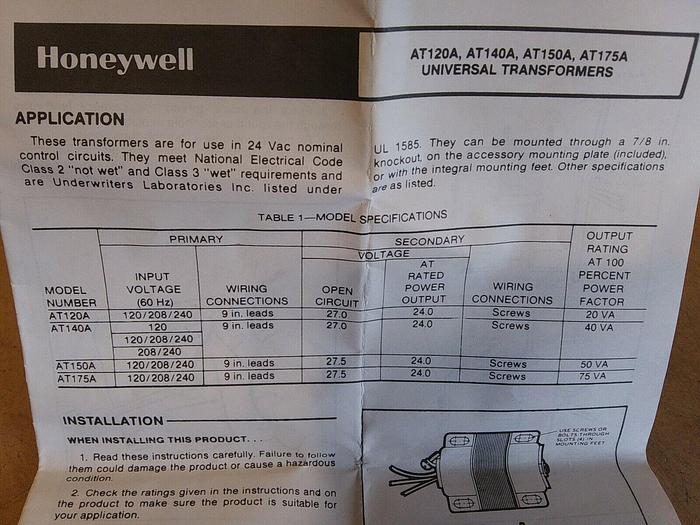 Honeywell
AT120A, AT140A, AT150A, AT175A
UNIVERSAL TRANSFORMERS
APPLICATION
These transformers are for use in 24 Vac nominal
control circuits. They meet National Electrical Code
Class 2 "not wet" and Class 3 "wet" requirements and
are Underwriters Laboratories Inc. listed under
UL 1585. They can be mounted through a 7/8 in.
knockout, on the accessory mounting plate (included),
or with the integral mounting feet. Other specifications
are as listed.
TABLE 1—MODEL SPECIFICATIONS
PRIMARY SECONDARY OUTPUT RATING AT 100 PERCENT POWER FACTOR
VOLTAGE
MODEL NUMBER INPUT VOLTAGE (60 Hz) WIRING CONNECTIONS OPEN CIRCUIT AT RATED POWER OUTPUT WIRING CONNECTIONS
AT120A 120/208/240 9 in. leads 27.0 24.0 Screws 20 VA
AT140A 120 9 in. leads 27.0 24.0 Screws 40 VA
120/208/240
208/240
AT150A 120/208/240 9 in. leads 27.5 24.0 Screws 50 VA
AT175A 120/208/240 9 in. leads 27.5 24.0 Screws 75 VA
INSTALLATION
WHEN INSTALLING THIS PRODUCT. . .
1. Read these instructions carefully. Failure to follow
them could damage the product or cause a hazardous
condition.
2. Check the ratings given in the instructions and on
the product to make sure the product is suitable for
your application.
USE SCREWS OR
BOLTS THROUGH
SLOTS (4) IN
MOUNTING FEET